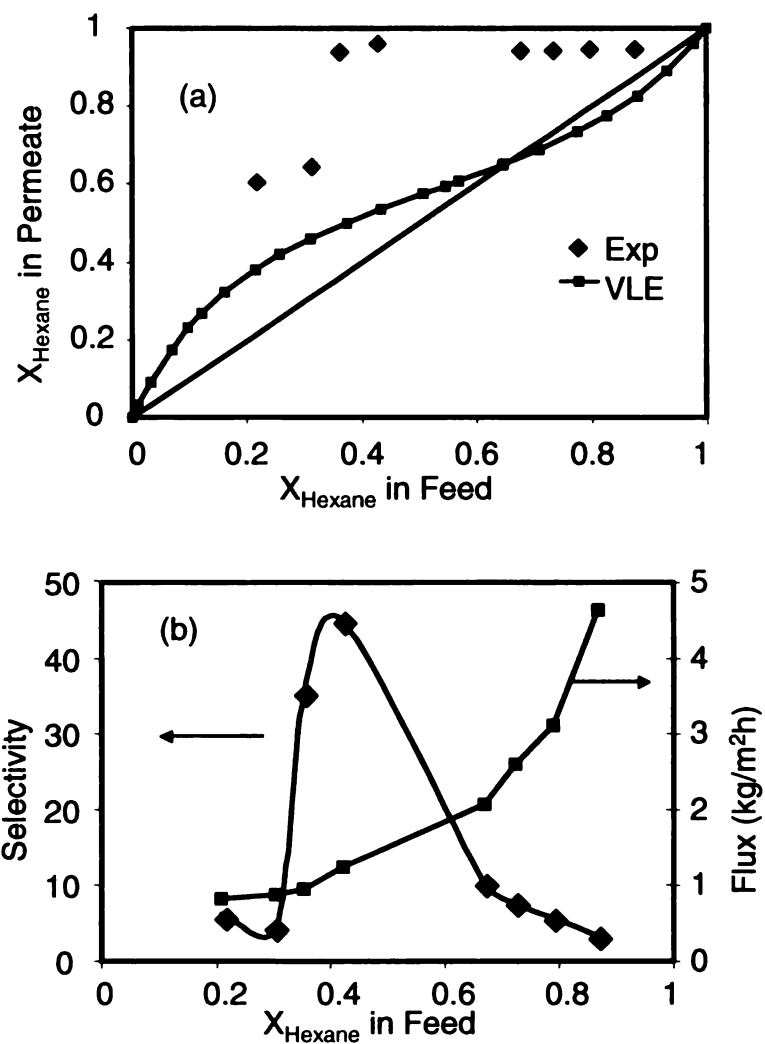 1
(a)
0.8
0.6
0.4
0.2
0
X_Hexane in Permeate
Exp
VLE
0 0.2 0.4 0.6 0.8 1
X_Hexane in Feed
50 5
(b)
40 4
30 3
20 2
10 1
0 0
Selectivity
Flux (kg/m²h)
0 0.2 0.4 0.6 0.8 1
X_Hexane in Feed